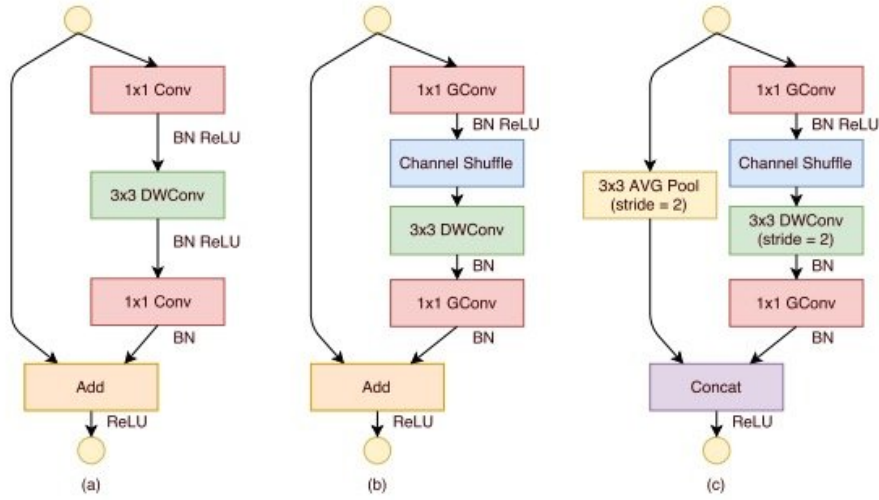 1x1 Conv
BN ReLU
3x3 DWConv
BN ReLU
1x1 Conv
BN
Add
ReLU
(a)
1x1 GConv
BN ReLU
Channel Shuffle
3x3 DWConv
BN
1x1 GConv
BN
Add
ReLU
(b)
1x1 GConv
BN ReLU
Channel Shuffle
3x3 AVG Pool
(stride = 2)
3x3 DWConv
(stride = 2)
BN
1x1 GConv
BN
Concat
ReLU
(c)